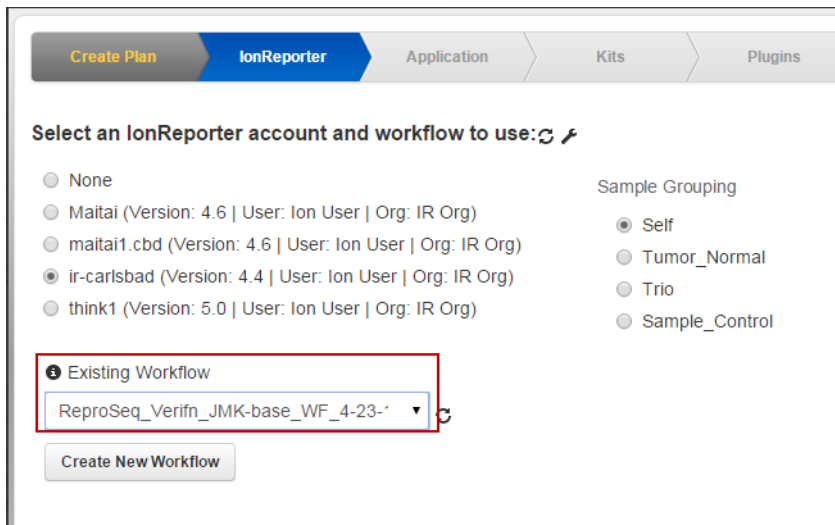 Create Plan IonReporter Application Kits Plugins
Select an IonReporter account and workflow to use:
None
Maitai (Version: 4.6 | User: Ion User | Org: IR Org)
maitai1.cbd (Version: 4.6 | User: Ion User | Org: IR Org)
ir-carlsbad (Version: 4.4 | User: Ion User | Org: IR Org)
think1 (Version: 5.0 | User: Ion User | Org: IR Org)
Sample Grouping
Self
Tumor_Normal
Trio
Sample_Control
Existing Workflow
ReproSeq_Verifn_JMK-base_WF_4-23-
Create New Workflow